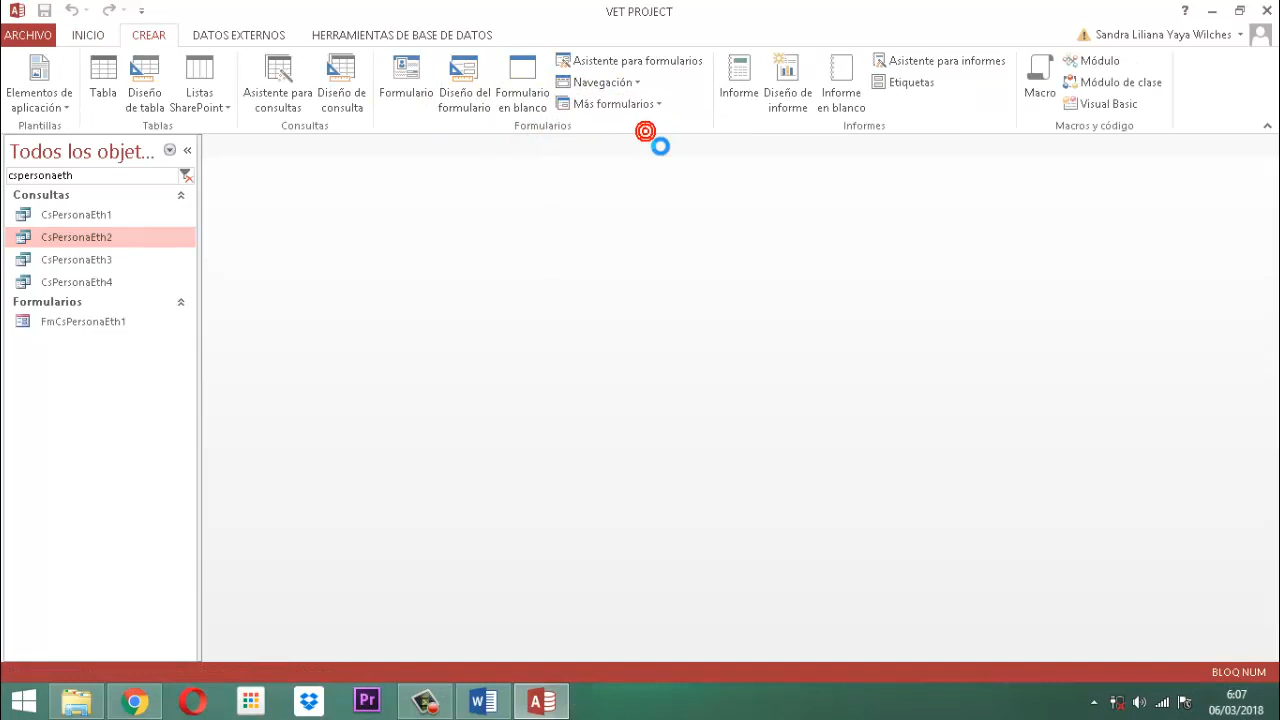 VET PROJECT
?
ARCHIVO INICIO CREAR DATOS EXTERNOS HERRAMIENTAS DE BASE DE DATOS Sandra Liliana Yaya Wilches
Elementos de aplicación
Tabla
Diseño de tabla
Listas SharePoint
Asistente para consultas
Diseño de consulta
Formulario
Diseño del formulario
Formulario en blanco
Asistente para formularios
Navegación
Más formularios
Informe
Diseño de informe
Informe en blanco
Asistente para informes
Etiquetas
Macro
Módulo
Módulo de clase
Visual Basic
Plantillas Tablas Consultas Formularios Informes Macros y código
Todos los objet... «
cspersonaeth
Consultas
CsPersonaEth1
CsPersonaEth2
CsPersonaEth3
CsPersonaEth4
Formularios
FmCsPersonaEth1
BLOQ NUM
Pr
6:07
06/03/2018